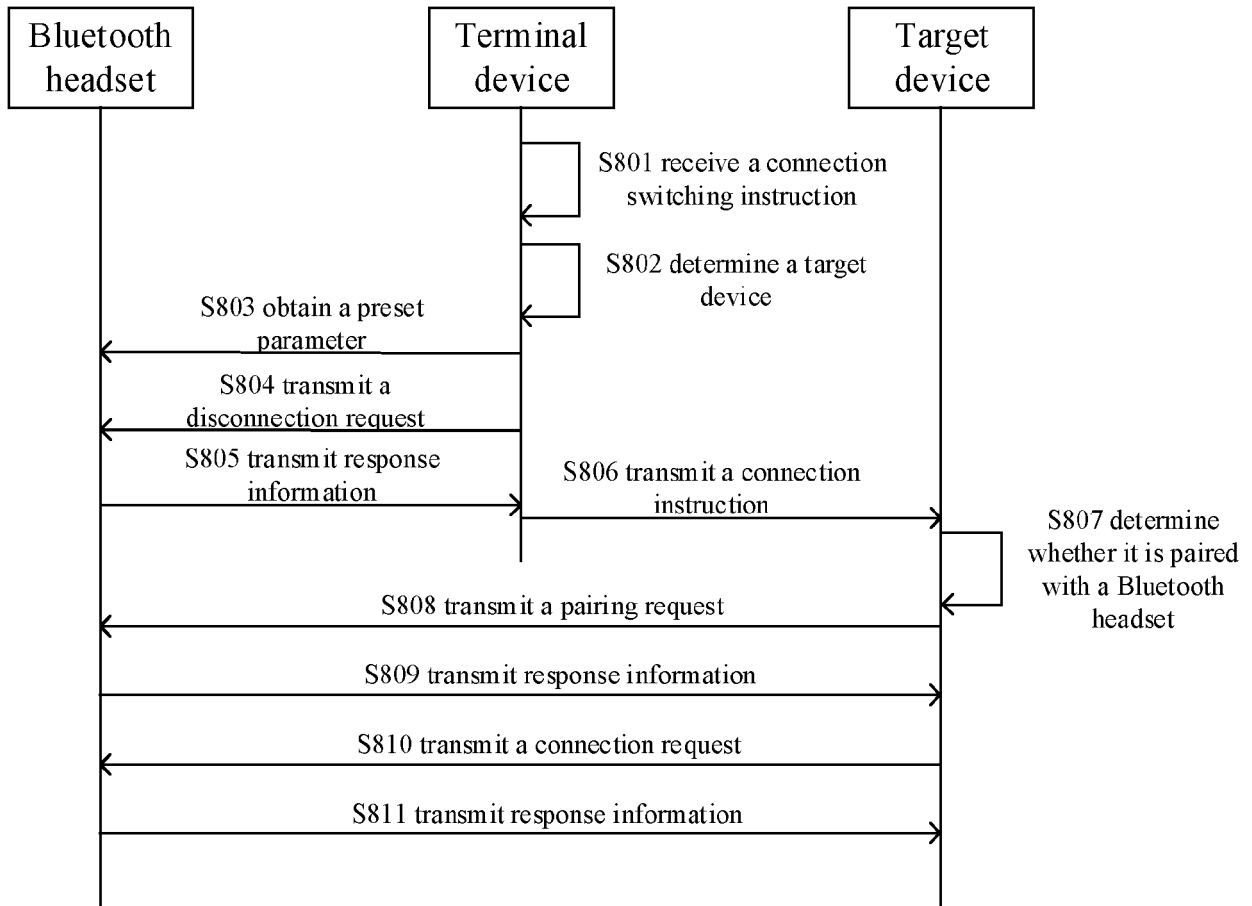 Bluetooth
headset
Terminal
device
Target
device
S801 receive a connection
switching instruction
S802 determine a target
device
S803 obtain a preset
parameter
S804 transmit a
disconnection request
S805 transmit response
information
S806 transmit a connection
instruction
S807 determine
whether it is paired
with a Bluetooth
headset
S808 transmit a pairing request
S809 transmit response information
S810 transmit a connection request
S811 transmit response information